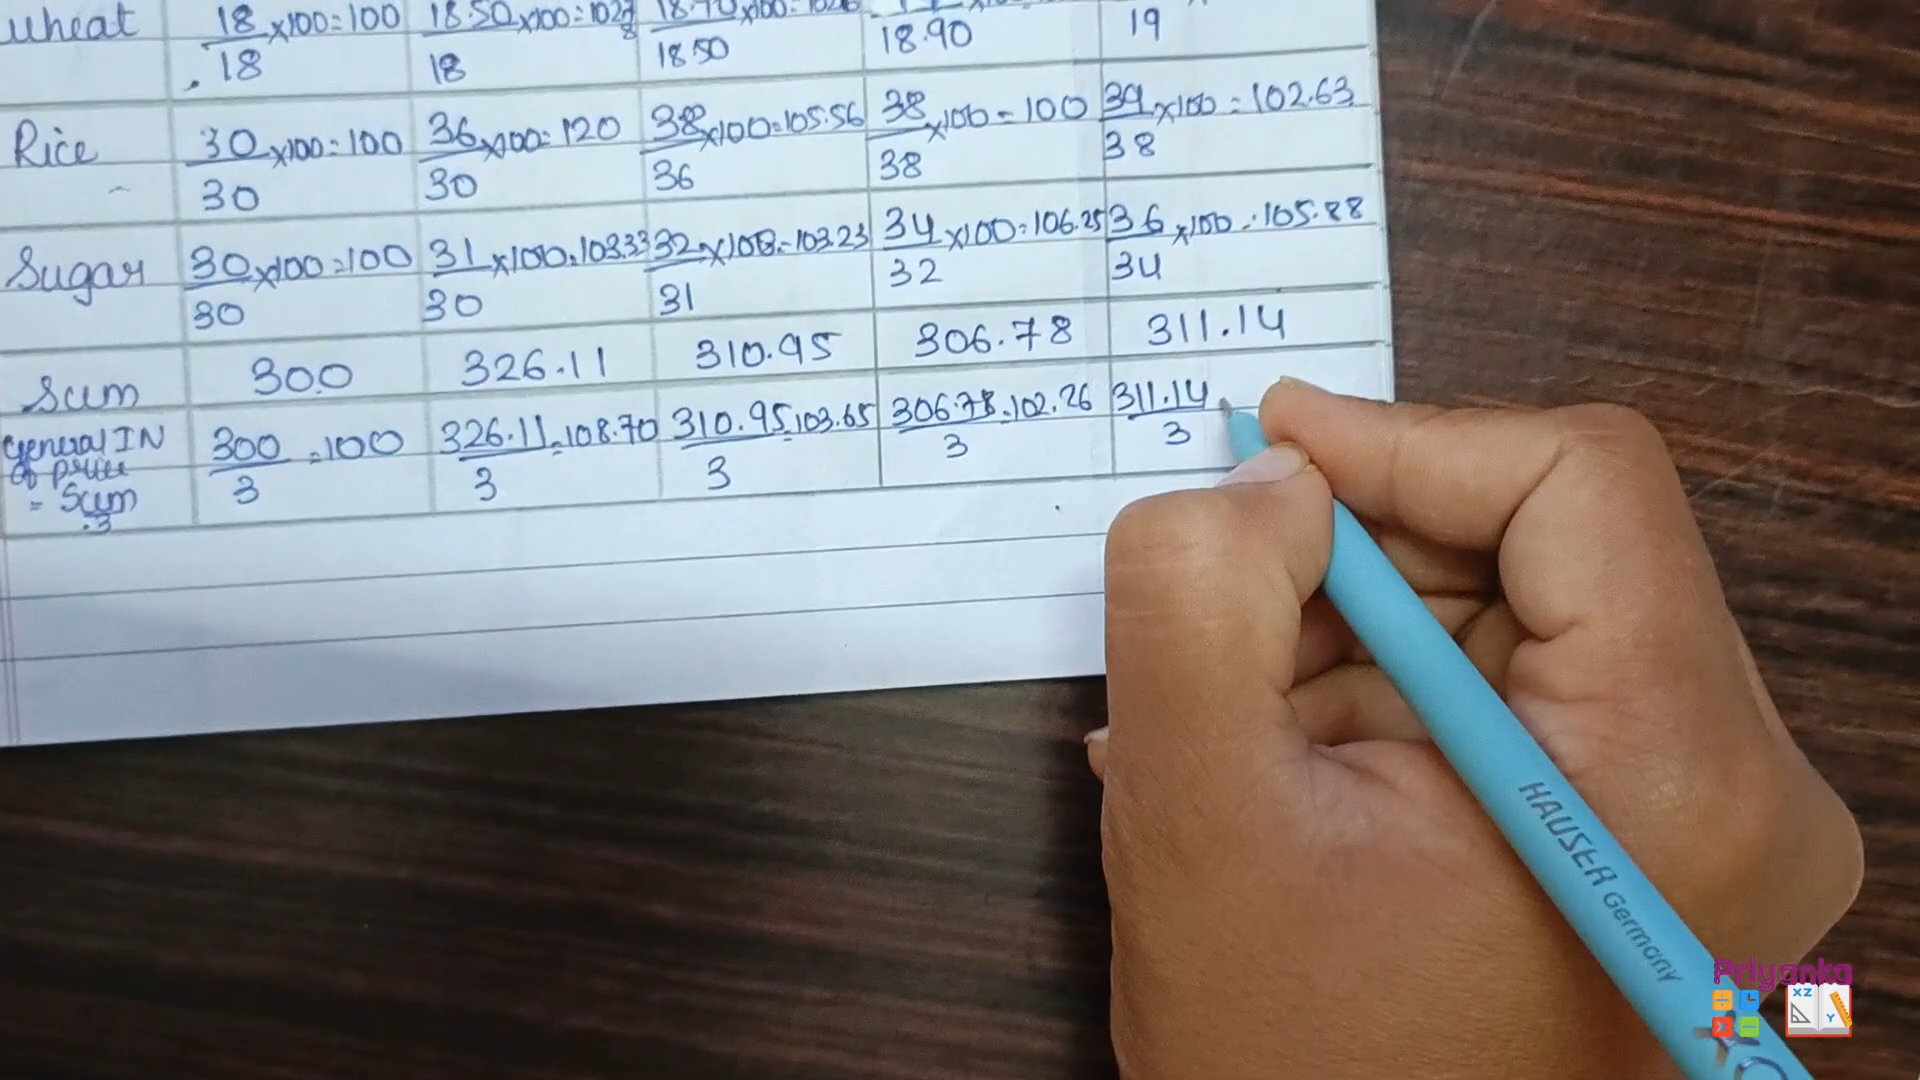 wheat 18 x100=100 18.50 x100=102.7 18.70 x100=
18 18 18.50 18.90 19
Rice 30 x100=100 36 x100=120 38 x100=105.56 38 x100=100 39 x100=102.63
30 30 36 38 38
Sugar 30 x100=100 31 x100=103.33 32 x100=103.23 34 x100=106.25 36 x100=105.88
30 30 31 32 34
Sum 300 326.11 310.95 306.78 311.14
General IN 300 =100 326.11 =108.70 310.95 =103.65 306.78 =102.26 311.14
of price 3 3 3 3 3
= Sum
3
HAUSER Germany
Priyanka
XZ
Y